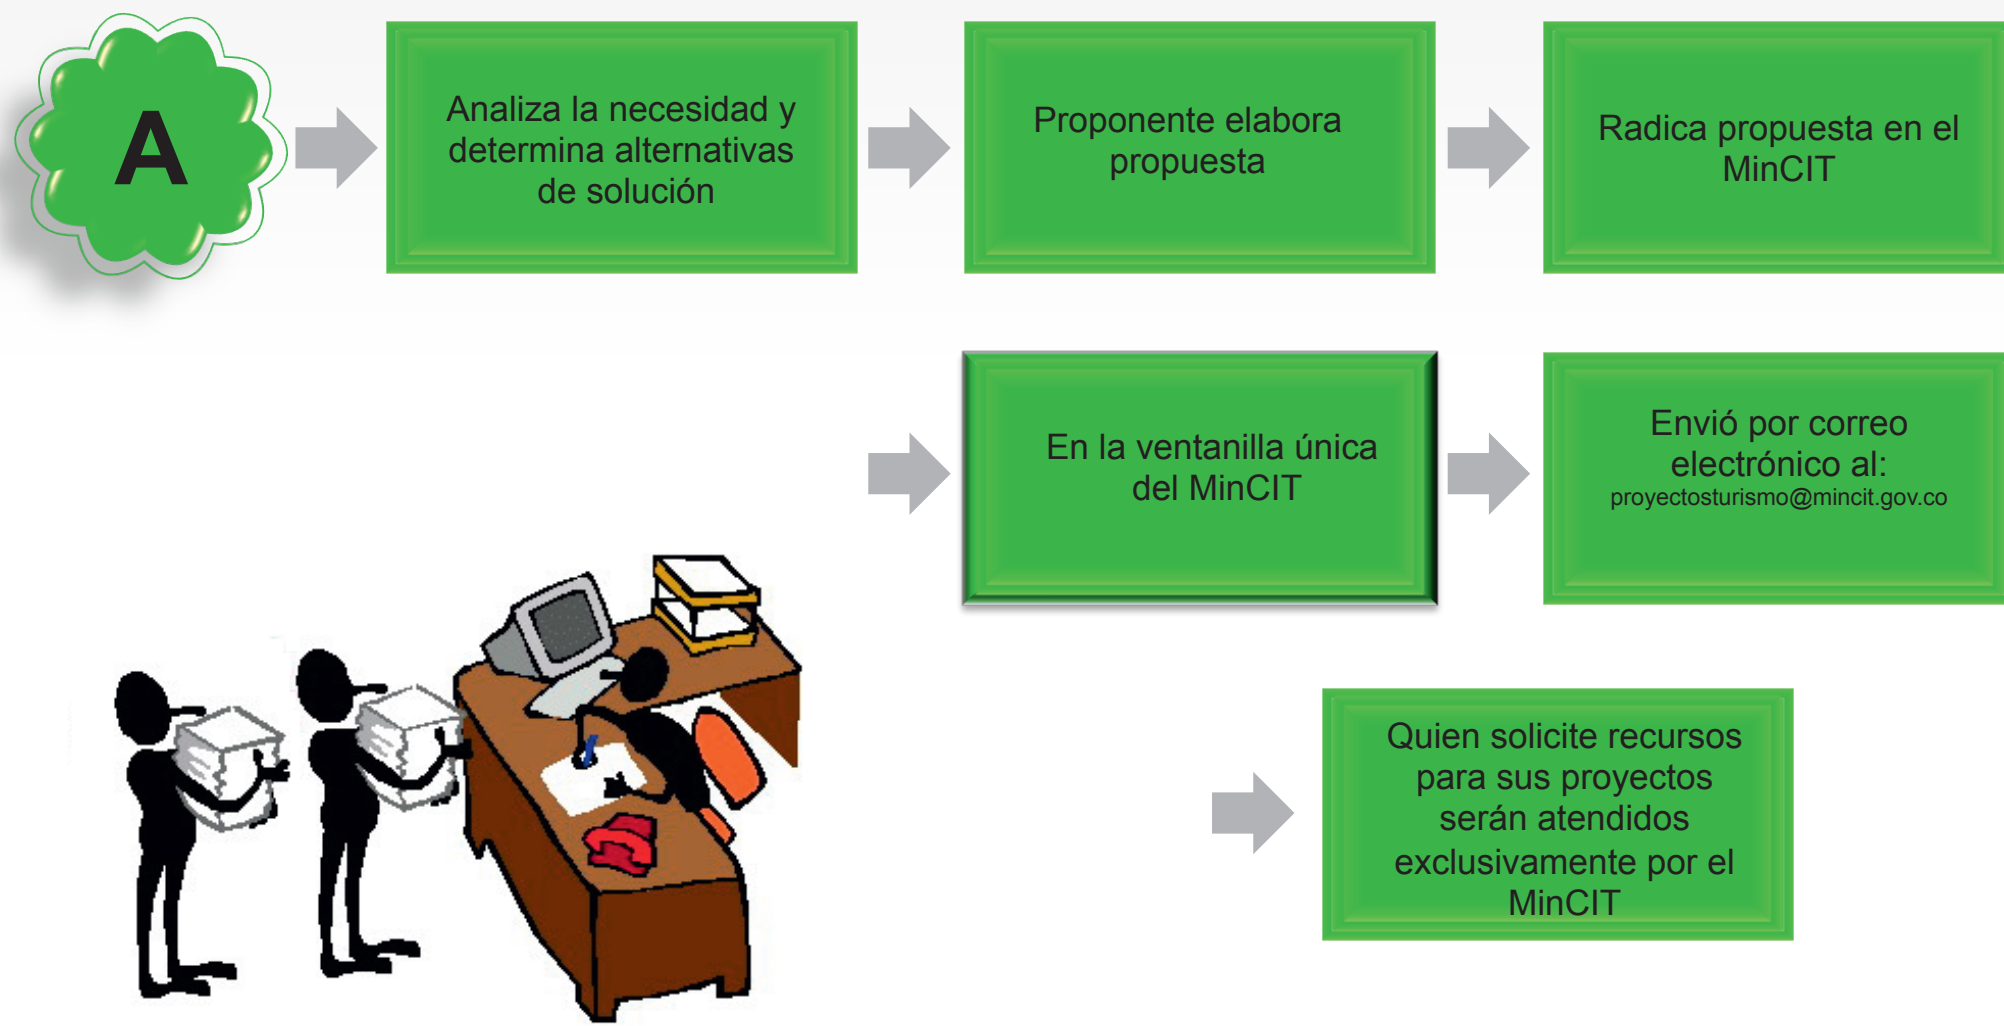 A
Analiza la necesidad y
determina alternativas
de solución
Proponente elabora
propuesta
Radica propuesta en el
MinCIT
En la ventanilla única
del MinCIT
Envió por correo
electrónico al:
proyectosturismo@mincit.gov.co
Quien solicite recursos
para sus proyectos
serán atendidos
exclusivamente por el
MinCIT